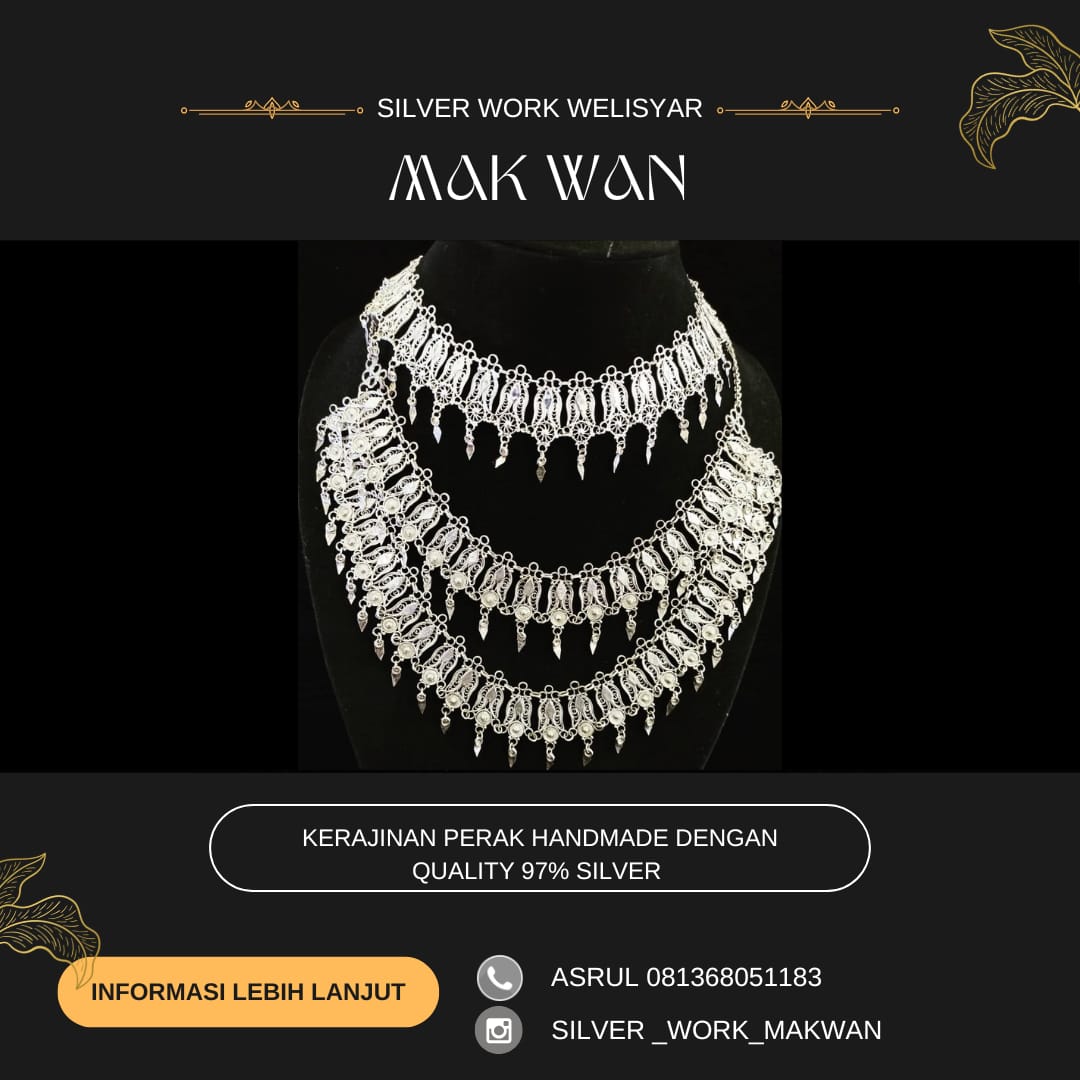 SILVER WORK WELISYAR
MAK WAN
KERAJINAN PERAK HANDMADE DENGAN
QUALITY 97% SILVER
INFORMASI LEBIH LANJUT
ASRUL 081368051183
SILVER _WORK_MAKWAN